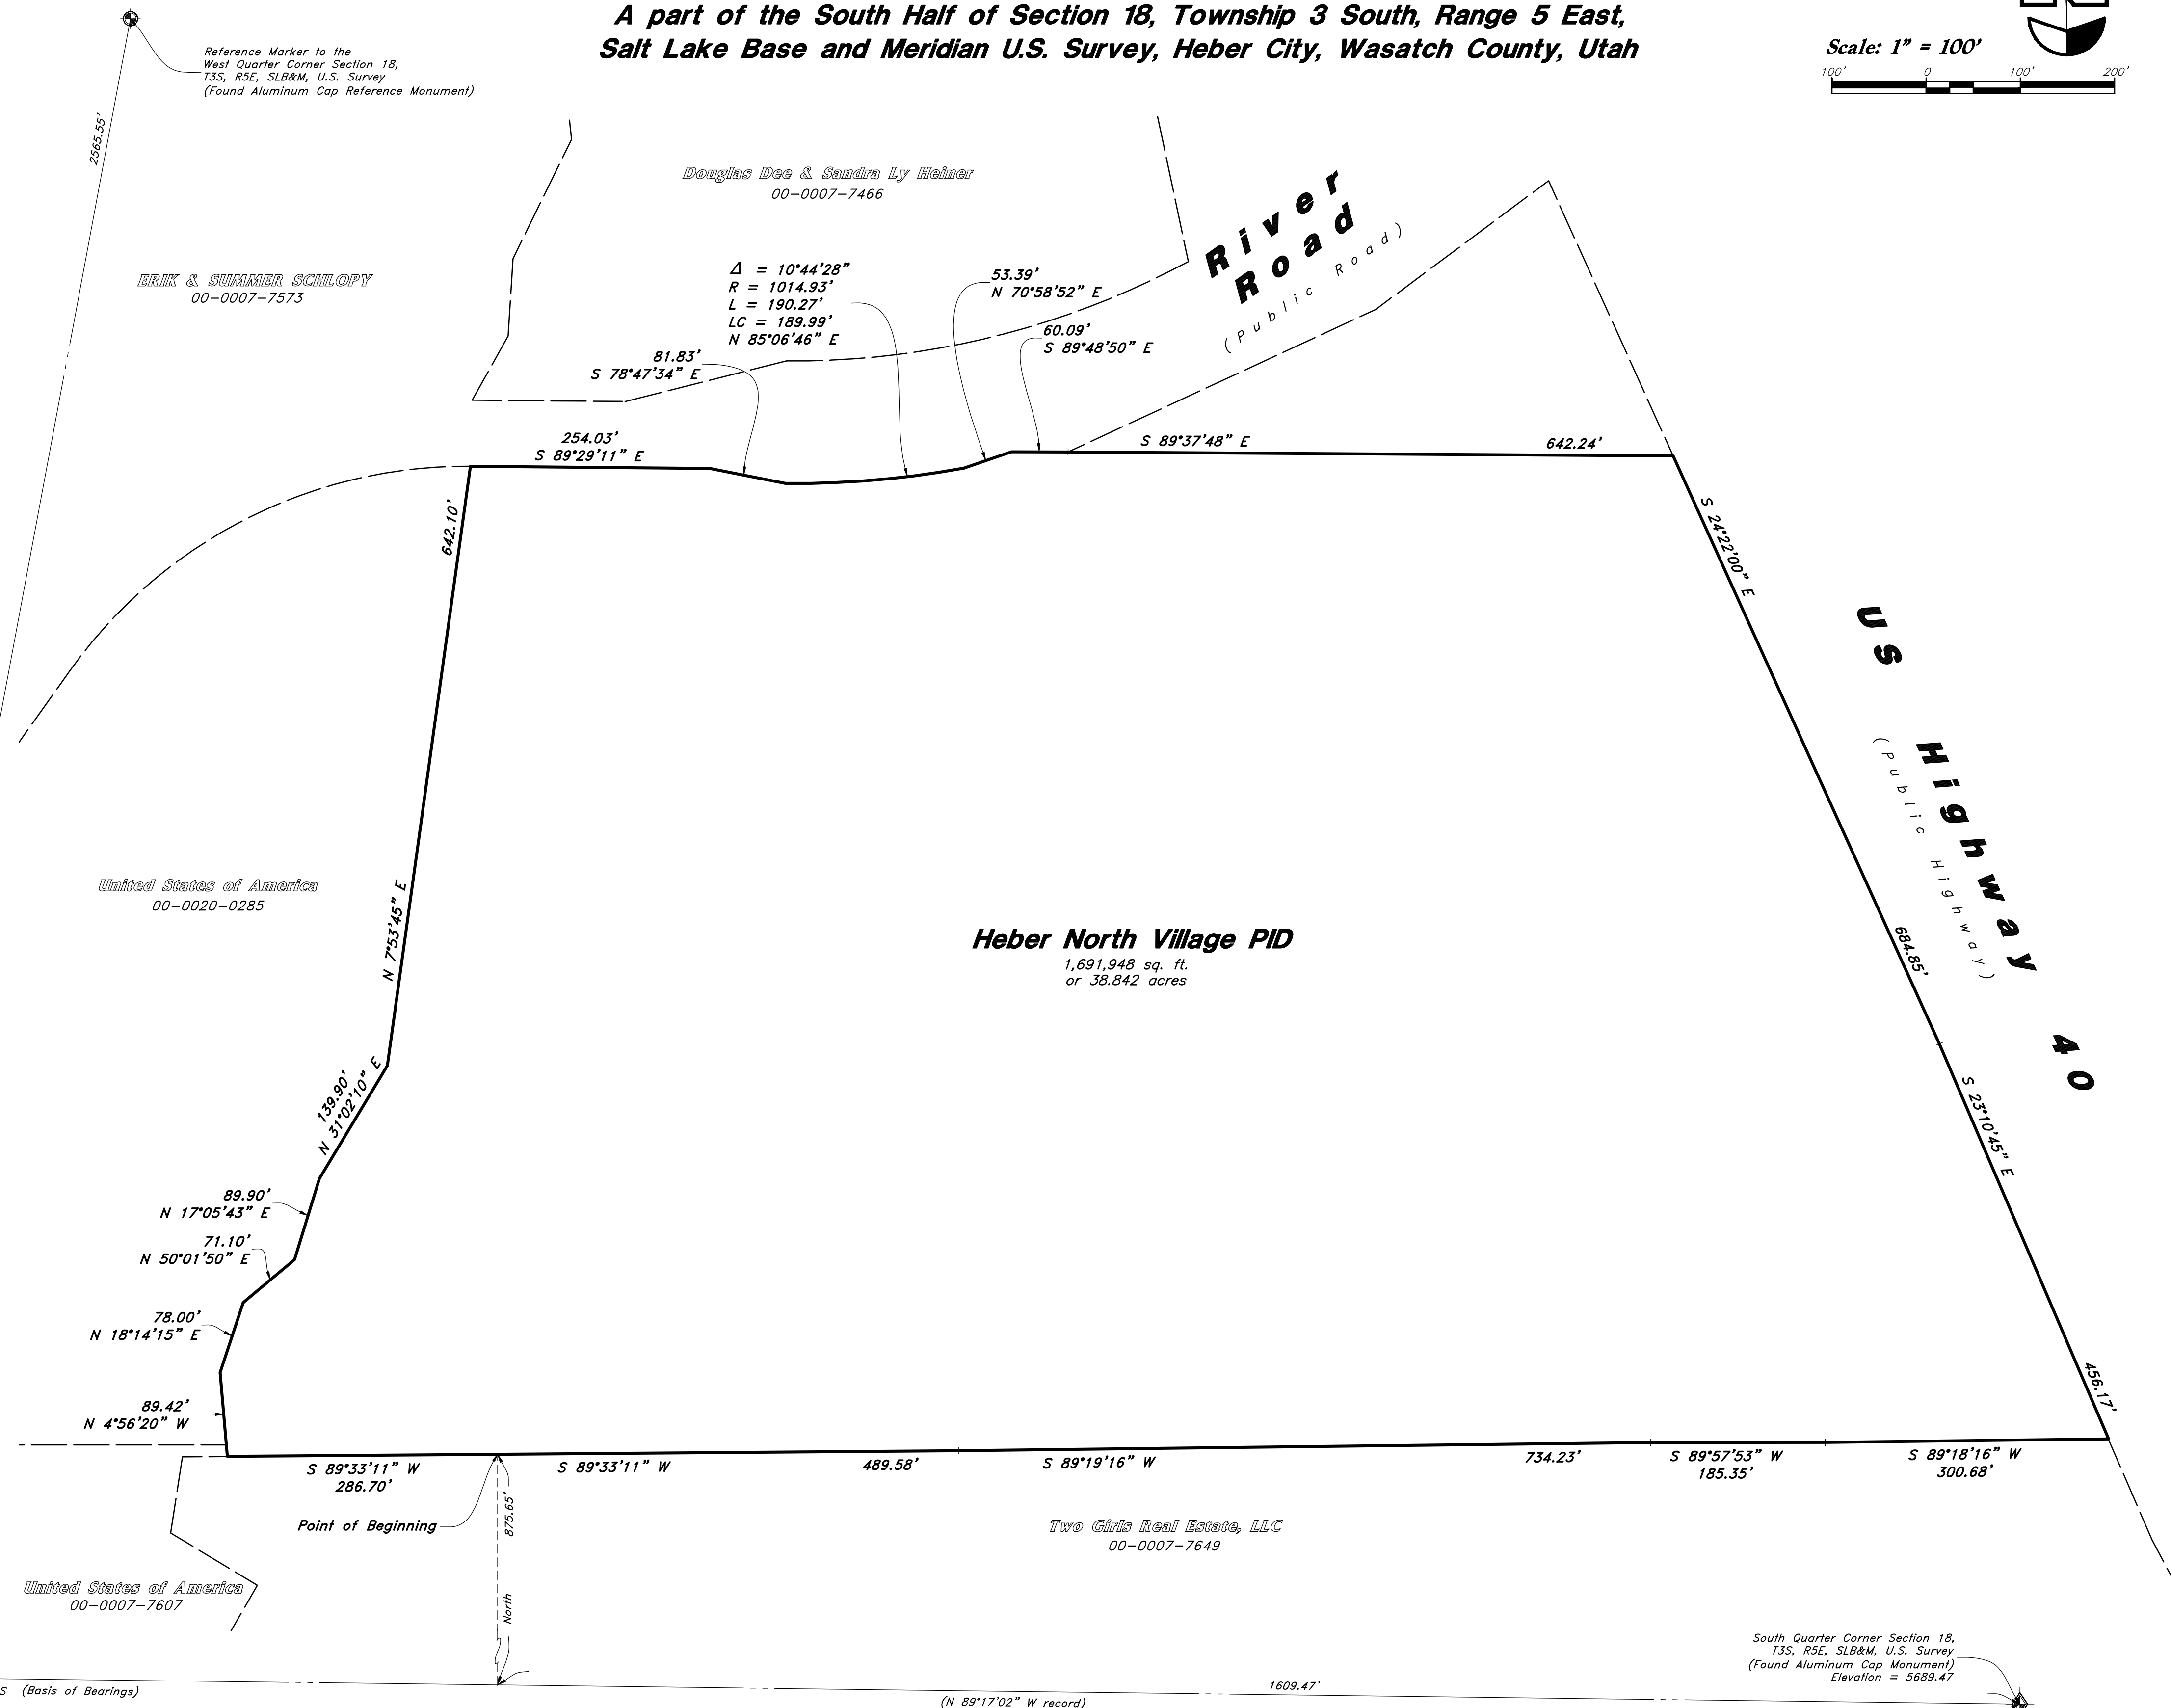 A part of the South Half of Section 18, Township 3 South, Range 5 East,
Salt Lake Base and Meridian U.S. Survey, Heber City, Wasatch County, Utah
Scale: 1" = 100'
100' 0 100' 200'
Reference Marker to the
West Quarter Corner Section 18,
T3S, R5E, SLB&M, U.S. Survey
(Found Aluminum Cap Reference Monument)
2565.55'
Douglas Dee & Sandra Ly Heiner
00-0007-7466
River
Road
(Public Road)
ERIK & SUMMER SCHLOPY
00-0007-7573
Δ = 10°44'28"
R = 1014.93'
L = 190.27'
LC = 189.99'
N 85°06'46" E
53.39'
N 70°58'52" E
60.09'
S 89°48'50" E
81.83'
S 78°47'34" E
254.03'
S 89°29'11" E
S 89°37'48" E
642.24'
642.10'
N 7°53'45" E
S 24°22'00" E
684.85'
US Highway 40
(Public Highway)
United States of America
00-0020-0285
Heber North Village PID
1,691,948 sq. ft.
or 38.842 acres
139.90'
N 31°02'10" E
S 23°10'45" E
456.17'
89.90'
N 17°05'43" E
71.10'
N 50°01'50" E
78.00'
N 18°14'15" E
89.42'
N 4°56'20" W
S 89°33'11" W
286.70'
S 89°33'11" W
489.58'
S 89°19'16" W
734.23'
S 89°57'53" W
185.35'
S 89°18'16" W
300.68'
Point of Beginning
875.65'
North
Two Girls Real Estate, LLC
00-0007-7649
United States of America
00-0007-7607
South Quarter Corner Section 18,
T3S, R5E, SLB&M, U.S. Survey
(Found Aluminum Cap Monument)
Elevation = 5689.47
S (Basis of Bearings)
1609.47'
(N 89°17'02" W record)